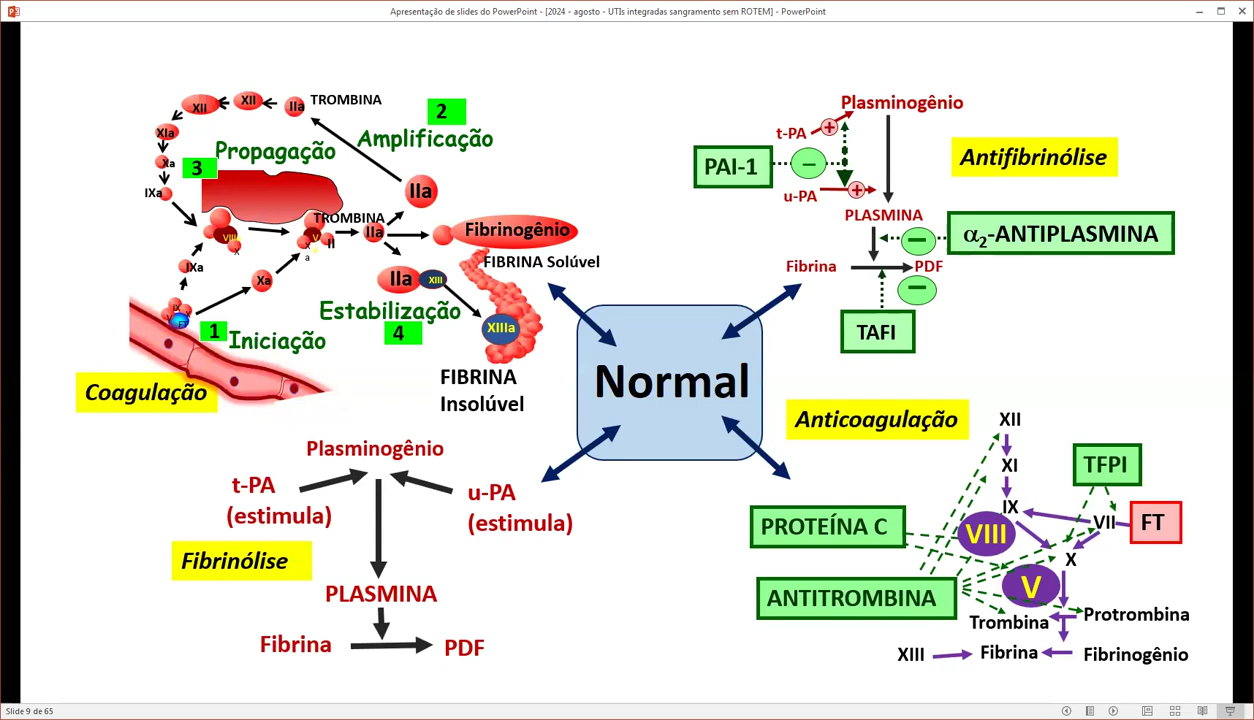 Apresentação de slides do PowerPoint - [2024 - agosto - UTIs integradas sangramento sem ROTEM] - PowerPoint
XII
XII
IIa
TROMBINA
2
Amplificação
XIa
Propagação
Xa
3
IXa
IIa
TROMBINA
VIIIa
X
V
X
a
II
IIa
Fibrinogênio
FIBRINA Solúvel
IXa
Xa
IIa
XIII
Estabilização
4
XIIIa
IX
X
V
FT
1
Iniciação
FIBRINA
Insolúvel
Coagulação
Plasminogênio
t-PA
PAI-1
u-PA
PLASMINA
Antifibrinólise
α2-ANTIPLASMINA
Fibrina
PDF
TAFI
Normal
Plasminogênio
t-PA
(estimula)
u-PA
(estimula)
Fibrinólise
PLASMINA
Fibrina
PDF
Anticoagulação
XII
XI
TFPI
IX
VII
FT
PROTEÍNA C
VIII
X
ANTITROMBINA
V
Trombina
Protrombina
XIII
Fibrina
Fibrinogênio
Slide 9 de 65